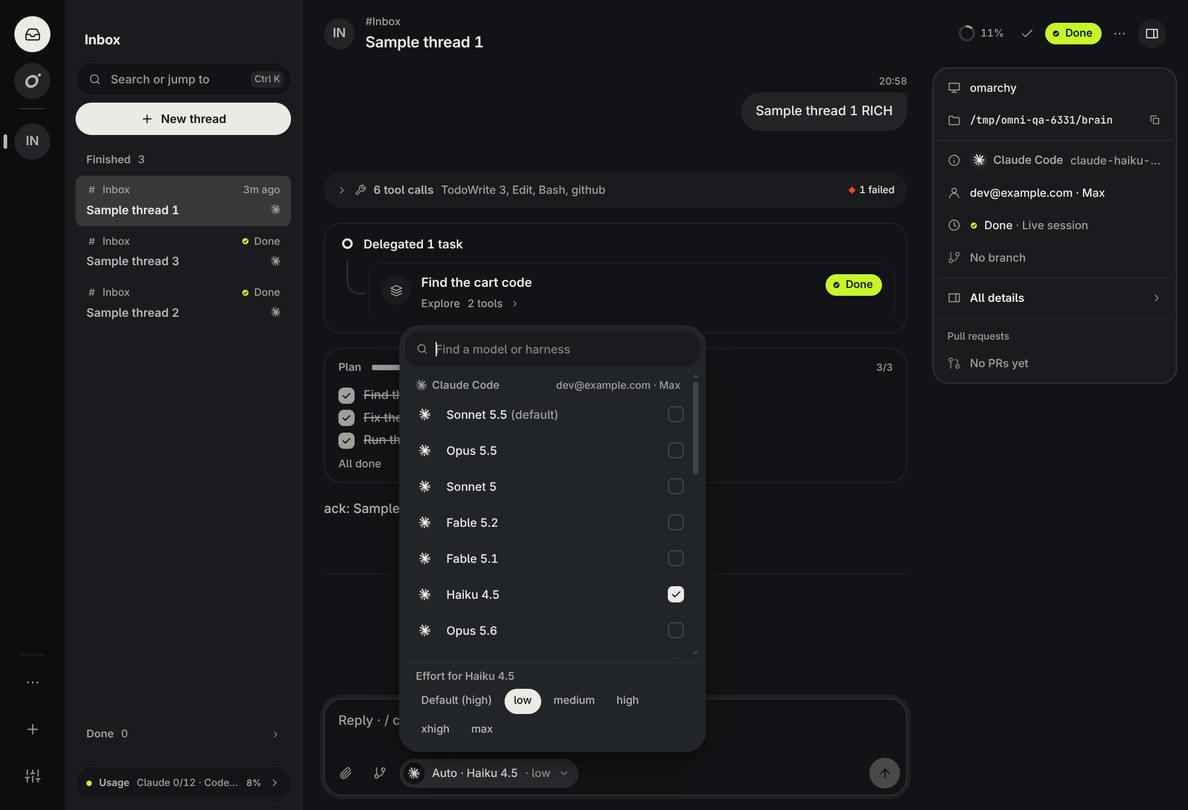 Inbox
Search or jump to Ctrl K
New thread
Finished 3
# Inbox 3m ago
Sample thread 1
# Inbox Done
Sample thread 3
# Inbox Done
Sample thread 2
IN
Done 0
Usage Claude 0/12 · Code... 8%
IN
#Inbox
Sample thread 1
11%
Done
20:58
Sample thread 1 RICH
6 tool calls TodoWrite 3, Edit, Bash, github 1 failed
Delegated 1 task
Find the cart code
Explore 2 tools
Done
Plan 3/3
Find th
Fix the
Run th
All done
ack: Sample
Find a model or harness
Claude Code dev@example.com · Max
Sonnet 5.5 (default)
Opus 5.5
Sonnet 5
Fable 5.2
Fable 5.1
Haiku 4.5
Opus 5.6
Effort for Haiku 4.5
Default (high) low medium high
xhigh max
Reply · / c
Auto · Haiku 4.5 · low
omarchy
/tmp/omni-qa-6331/brain
Claude Code claude-haiku-...
dev@example.com · Max
Done · Live session
No branch
All details
Pull requests
No PRs yet